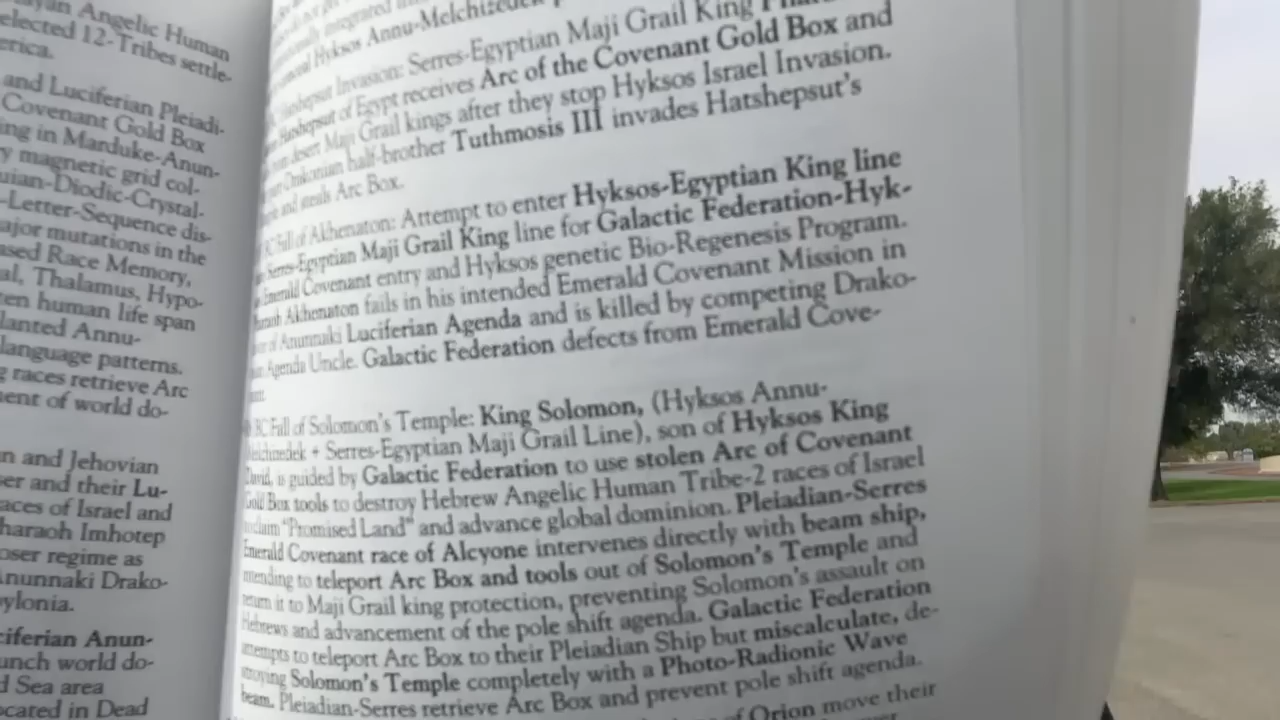 Angelic Human
elected 12-Tribes settle-
erica.
and Luciferian Pleiadi-
Covenant Gold Box
ing in Marduke-Anun-
y magnetic grid col-
uian-Diodic-Crystal-
-Letter-Sequence dis-
ajor mutations in the
ased Race Memory,
al, Thalamus, Hypo-
en human life span
lanted Annu-
language patterns.
g races retrieve Arc
ent of world do-
n and Jehovian
ser and their Lu-
aces of Israel and
haraoh Imhotep
oser regime as
Anunnaki Drako-
ylonia.
ciferian Anun-
unch world do-
d Sea area
ocated in Dead
Hyksos Annu-Melchizedek
Invasion: Serres-Egyptian Maji Grail King
Hatshepsut of Egypt receives Arc of the Covenant Gold Box and
desert Maji Grail kings after they stop Hyksos Israel Invasion.
Drakonian half-brother Tuthmosis III invades Hatshepsut's
and steals Arc Box.
Fall of Akhenaton: Attempt to enter Hyksos-Egyptian King line
Serres-Egyptian Maji Grail King line for Galactic Federation-Hyk-
Emerald Covenant entry and Hyksos genetic Bio-Regenesis Program.
Akhenaton fails in his intended Emerald Covenant Mission in
of Anunnaki Luciferian Agenda and is killed by competing Drako-
Agenda Uncle. Galactic Federation defects from Emerald Cove-
BC Fall of Solomon's Temple: King Solomon, (Hyksos Annu-
Melchizedek + Serres-Egyptian Maji Grail Line), son of Hyksos King
David, is guided by Galactic Federation to use stolen Arc of Covenant
Gold Box tools to destroy Hebrew Angelic Human Tribe-2 races of Israel
to claim "Promised Land" and advance global dominion. Pleiadian-Serres
Emerald Covenant race of Alcyone intervenes directly with beam ship,
intending to teleport Arc Box and tools out of Solomon's Temple and
return it to Maji Grail king protection, preventing Solomon's assault on
Hebrews and advancement of the pole shift agenda. Galactic Federation
attempts to teleport Arc Box to their Pleiadian Ship but miscalculate, de-
stroying Solomon's Temple completely with a Photo-Radionic Wave
beam. Pleiadian-Serres retrieve Arc Box and prevent pole shift agenda.
of Orion move their